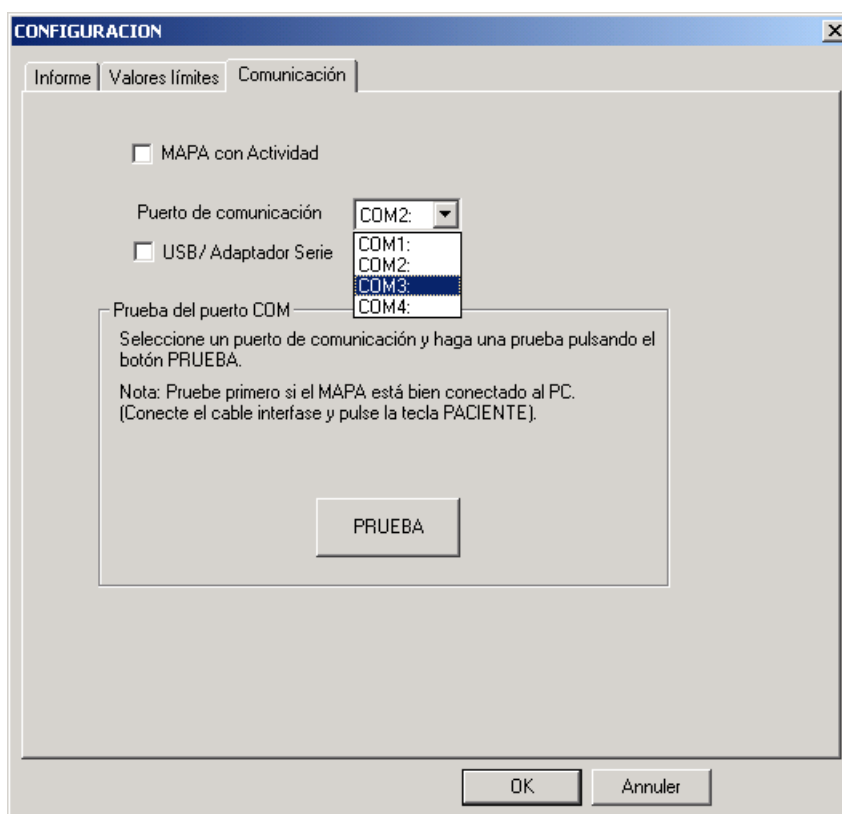 CONFIGURACION
Informe
Valores límites
Comunicación
MAPA con Actividad
Puerto de comunicación
COM2:
USB/ Adaptador Serie
COM1:
COM2:
COM3:
COM4:
Prueba del puerto COM
Seleccione un puerto de comunicación y haga una prueba pulsando el
botón PRUEBA.
Nota: Pruebe primero si el MAPA está bien conectado al PC.
(Conecte el cable interfase y pulse la tecla PACIENTE).
PRUEBA
OK
Annuler